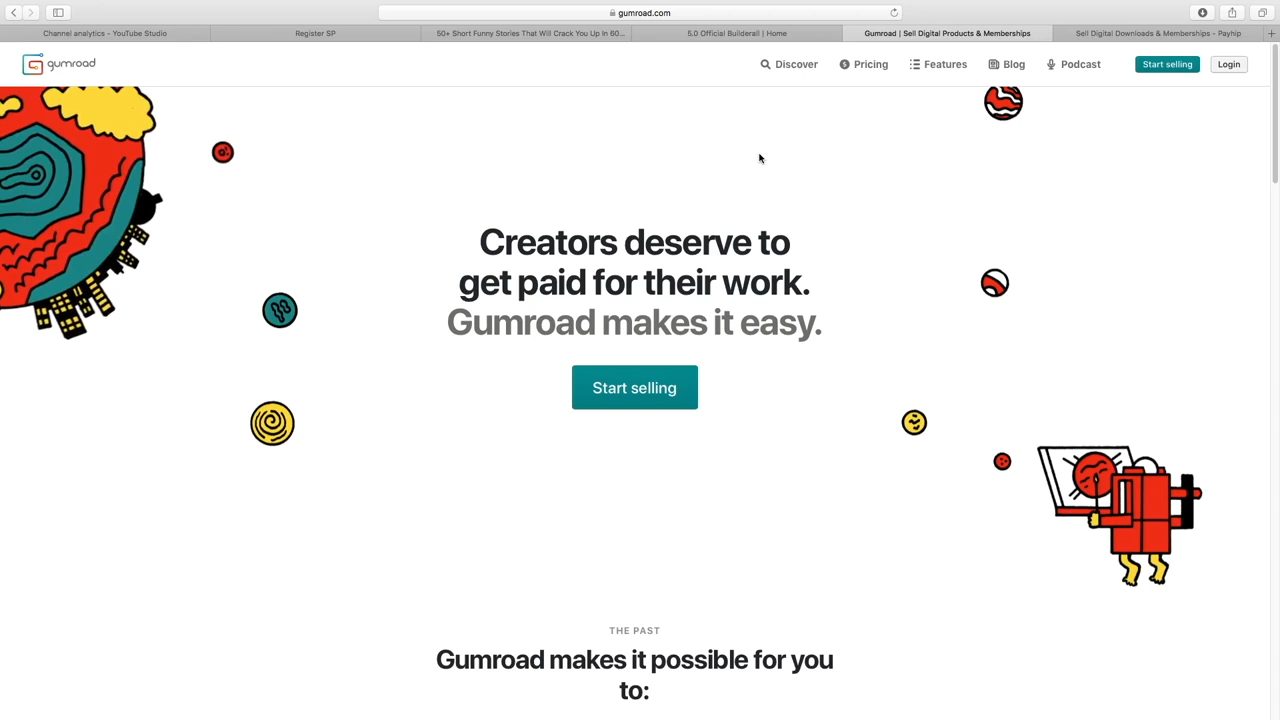 gumroad.com
Channel analytics - YouTube Studio
Register SP
50+ Short Funny Stories That Will Crack You Up In 60...
5.0 Official Builderall | Home
Gumroad | Sell Digital Products & Memberships
Sell Digital Downloads & Memberships - Payhip
gumroad
Discover
Pricing
Features
Blog
Podcast
Start selling
Login
Creators deserve to
get paid for their work.
Gumroad makes it easy.
Start selling
THE PAST
Gumroad makes it possible for you
to: